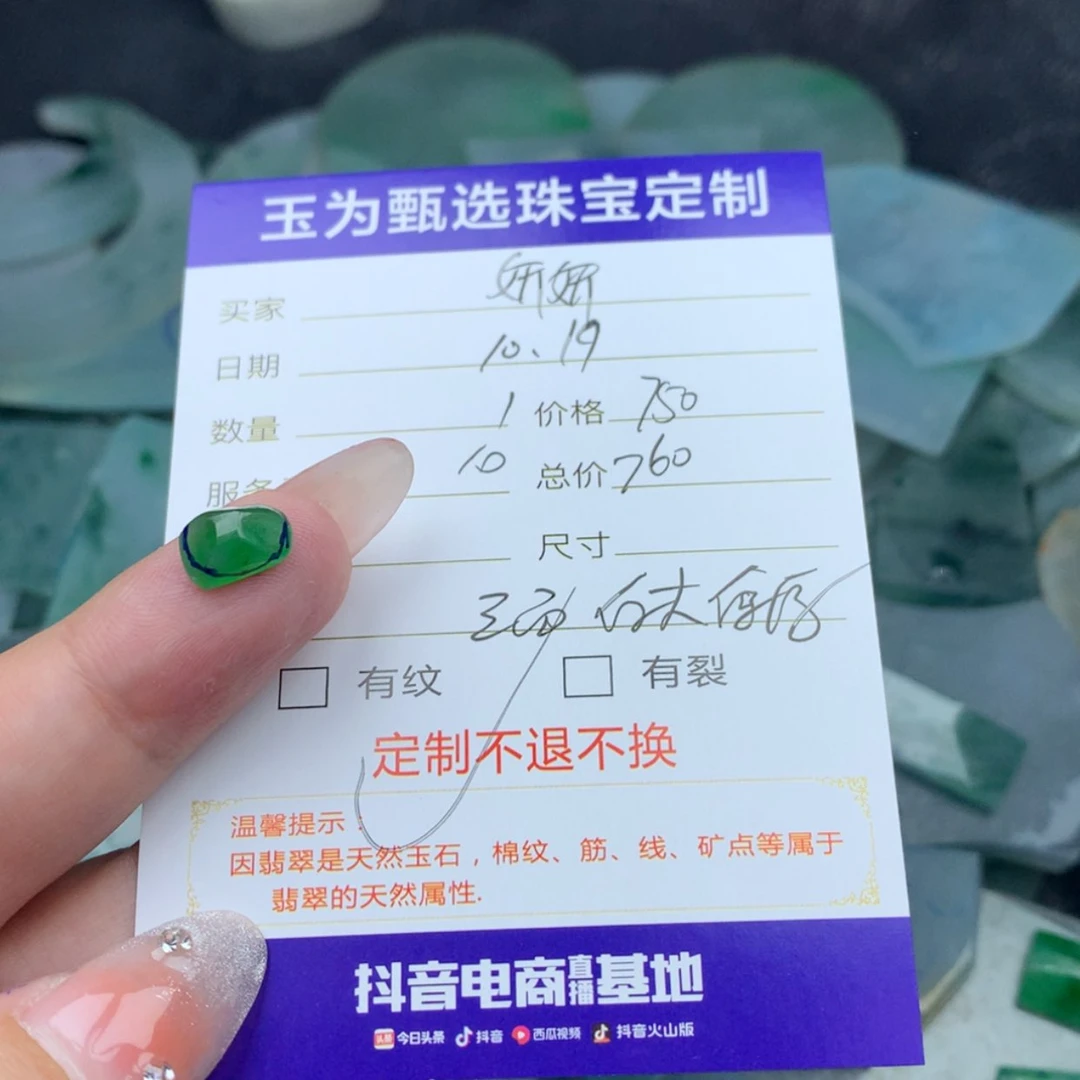 玉为甄选珠宝定制
买家 妍妍
日期 10、19
数量 1 价格 750
服务 10 总价 760
尺寸
有纹 有裂
定制不退不换
温馨提示:
因翡翠是天然玉石,棉纹、筋、线、矿点等属于
翡翠的天然属性.
抖音电商直播基地
头条 今日头条 抖音 西瓜视频 抖音火山版